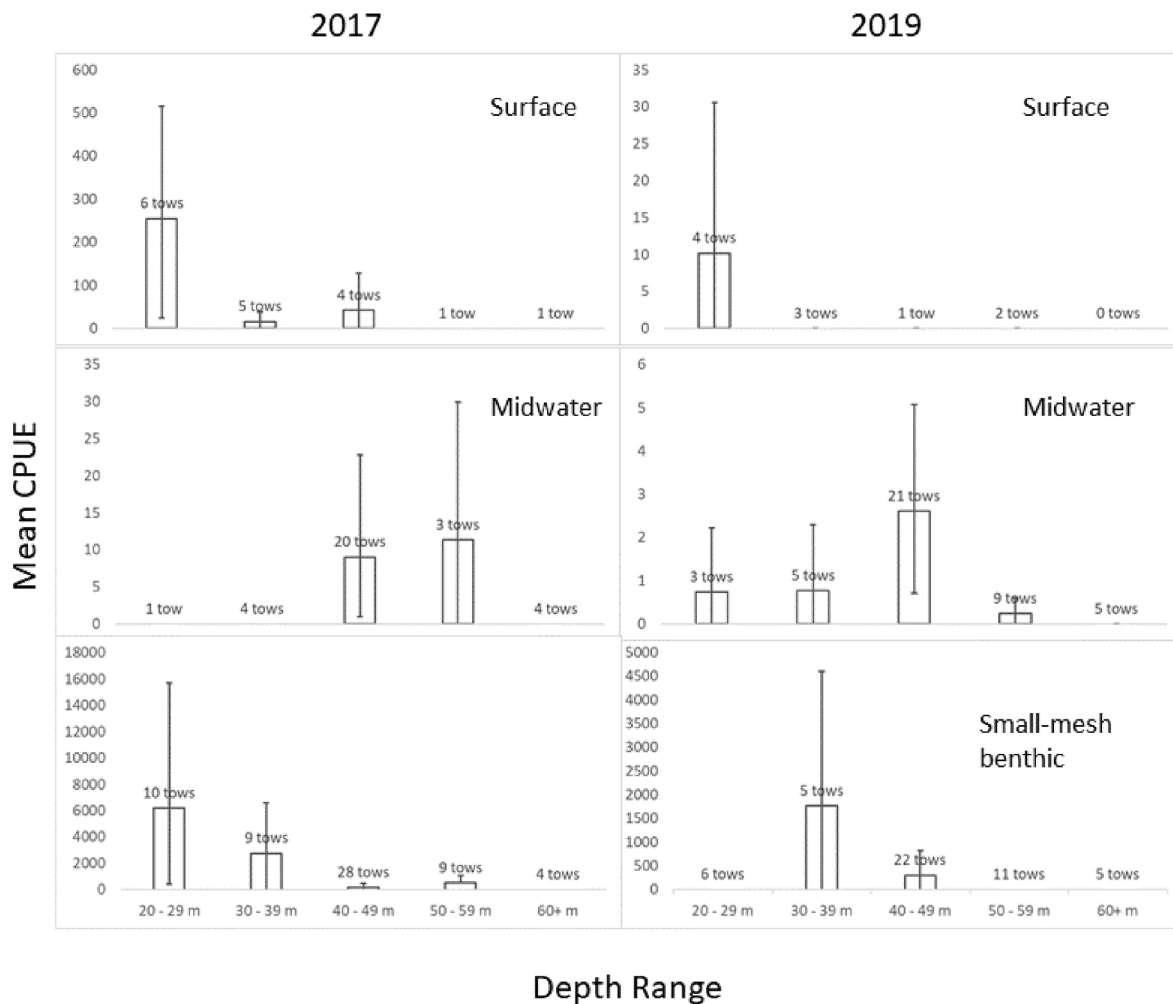 2017
2019
600
500
400
300
200
100
0
Surface
6 tows
5 tows
4 tows
1 tow
1 tow
35
30
25
20
15
10
5
0
Surface
4 tows
3 tows
1 tow
2 tows
0 tows
Mean CPUE
35
30
25
20
15
10
5
0
Midwater
1 tow
4 tows
20 tows
3 tows
4 tows
6
5
4
3
2
1
0
Midwater
3 tows
5 tows
21 tows
9 tows
5 tows
18000
16000
14000
12000
10000
8000
6000
4000
2000
0
10 tows
9 tows
28 tows
9 tows
4 tows
20 - 29 m
30 - 39 m
40 - 49 m
50 - 59 m
60+ m
5000
4500
4000
3500
3000
2500
2000
1500
1000
500
0
Small-mesh
benthic
6 tows
5 tows
22 tows
11 tows
5 tows
20 - 29 m
30 - 39 m
40 - 49 m
50 - 59 m
60+ m
Depth Range